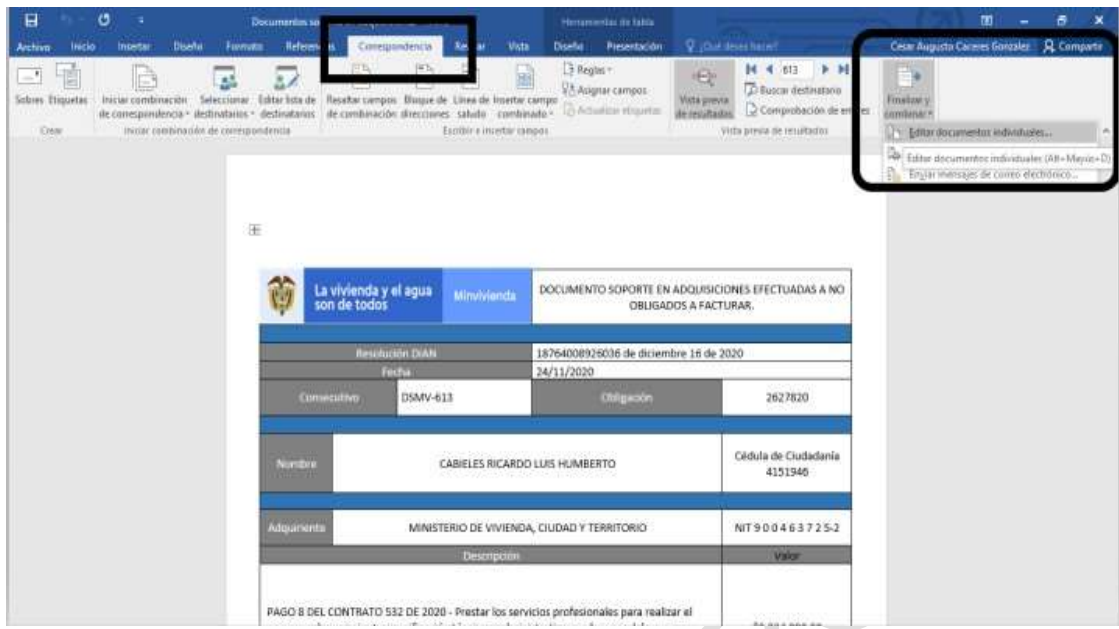 Documentos so
Herramientas de tabla
Archivo Inicio Insertar Diseño Formato Referencias Correspondencia Vista Diseño Presentación ¿Qué desea hacer? Cesar Augusto Caceres Gonzalez Compartir
Sobres Etiquetas Iniciar combinación de correspondencia Seleccionar destinatarios Editar lista de destinatarios Resaltar campos de combinación Bloque de direcciones Línea de saludo Insertar campo combinado
Reglas
Asignar campos
Actualizar etiquetas
Vista previa de resultados
613
Buscar destinatario
Comprobación de
Finalizar y combinar
Crear Iniciar combinación de correspondencia Escribir e insertar campos Vista previa de resultados
Editar documentos individuales...
Editar documentos individuales (Alt+Mayús+D)
Enviar mensajes de correo electrónico...
La vivienda y el agua
son de todos
Minvivienda
DOCUMENTO SOPORTE EN ADQUISICIONES EFECTUADAS A NO
OBLIGADOS A FACTURAR.
Resolución DIAN 18764008926036 de diciembre 16 de 2020
Fecha 24/11/2020
Consecutivo DSMV-613 Obligación 2627820
Nombre CABIELES RICARDO LUIS HUMBERTO Cédula de Ciudadanía
4151946
Adquiriente MINISTERIO DE VIVIENDA, CIUDAD Y TERRITORIO NIT 9 0 0 4 6 3 7 2 5-2
Descripción Valor
PAGO 8 DEL CONTRATO 532 DE 2020 - Prestar los servicios profesionales para realizar el